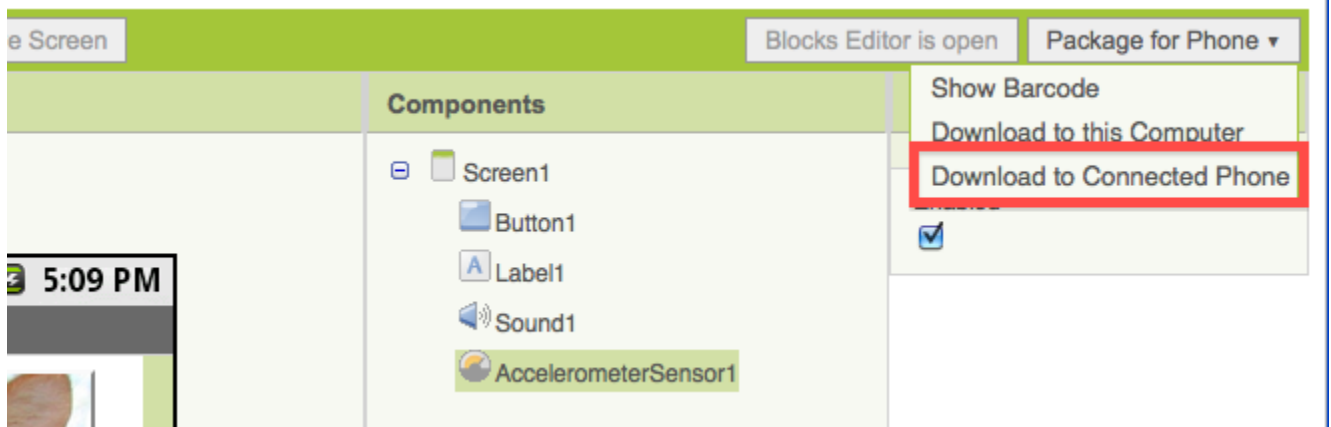 e Screen
Blocks Editor is open
Package for Phone ▾
Show Barcode
Download to this Computer
Download to Connected Phone
Components
Screen1
Button1
Label1
Sound1
AccelerometerSensor1
5:09 PM